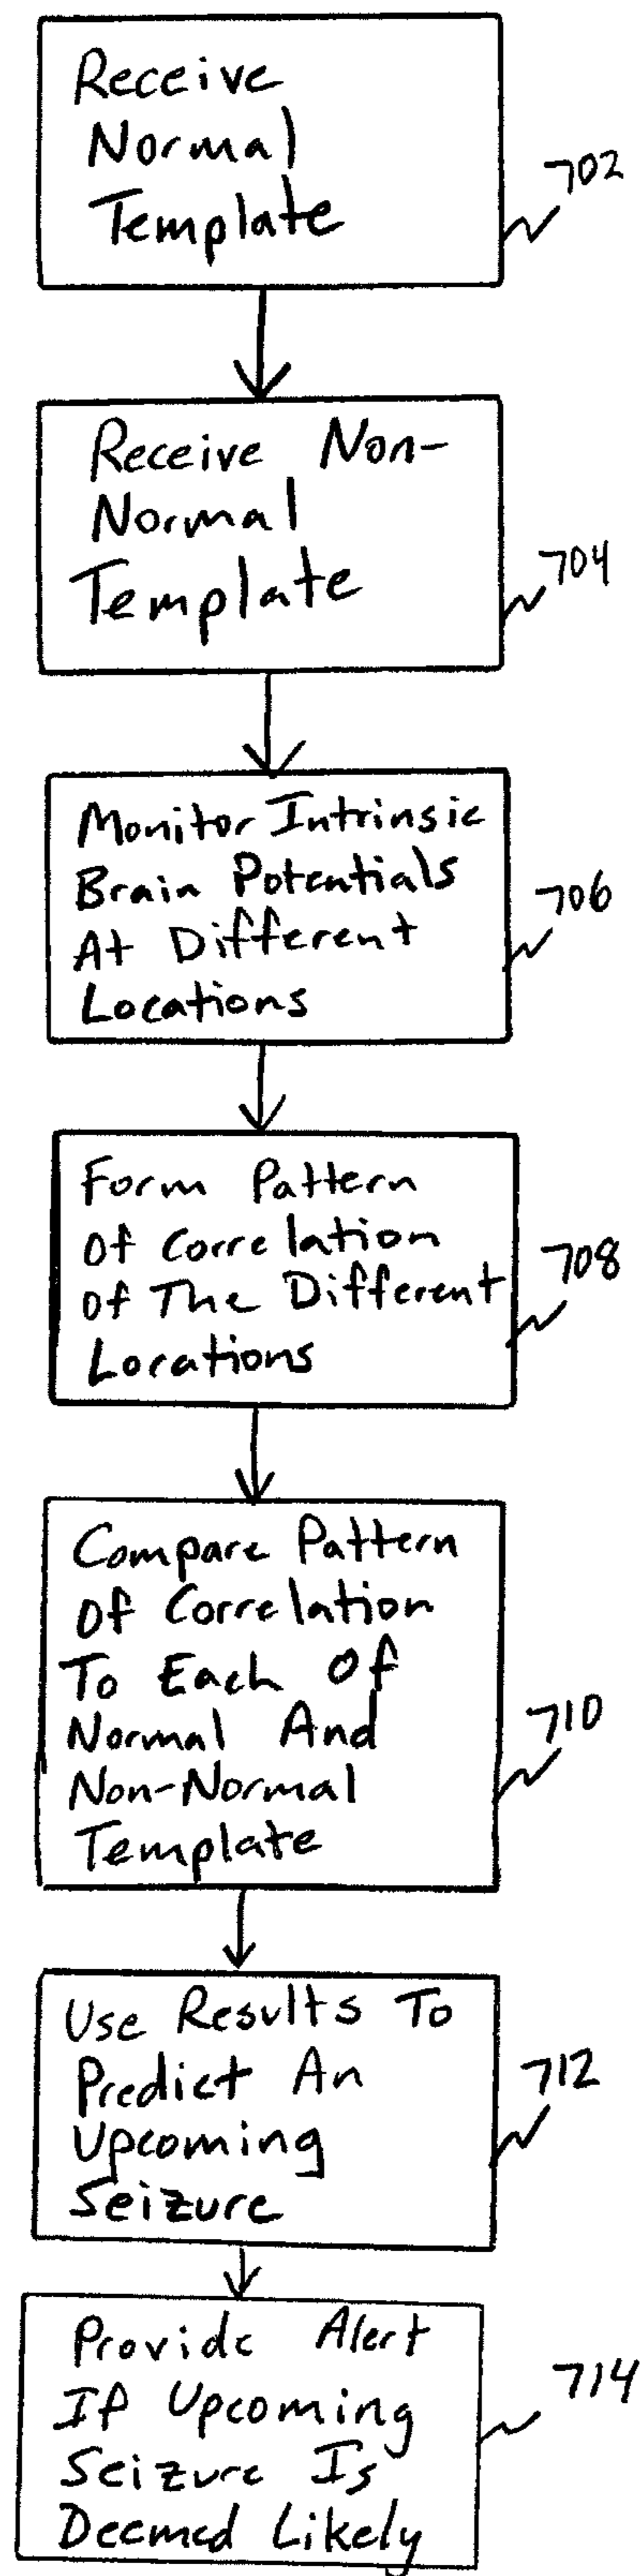 Receive
Normal
Template
702
Receive Non-
Normal
Template
704
Monitor Intrinsic
Brain Potentials
At Different
Locations
706
Form Pattern
Of Correlation
Of The Different
Locations
708
Compare Pattern
Of Correlation
To Each Of
Normal And
Non-Normal
Template
710
Use Results To
Predict An
Upcoming
Seizure
712
Provide Alert
If Upcoming
Seizure Is
Deemed Likely
714